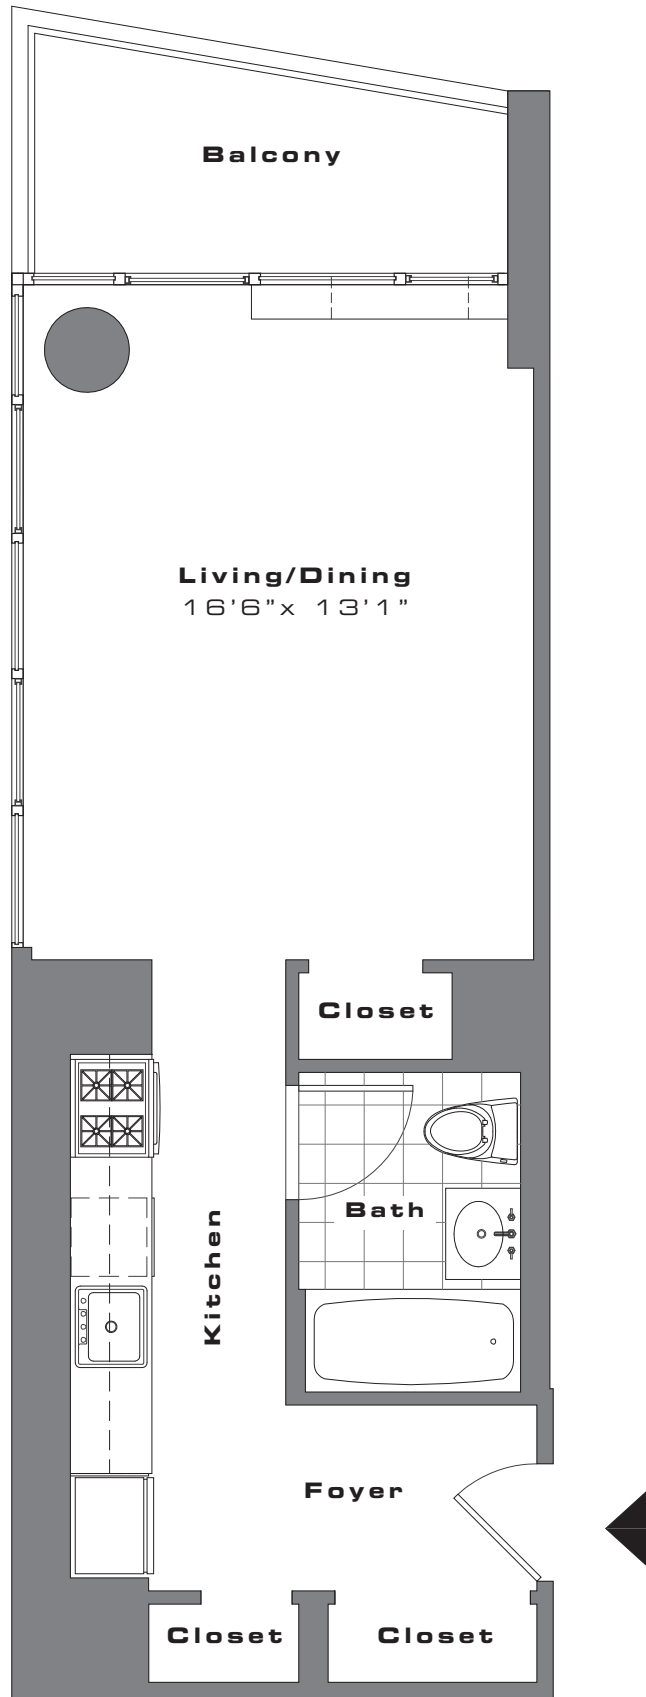 Balcony
Living/Dining
16’6”x 13’1”
Closet
Bath
Kitchen
Foyer
Closet
Closet